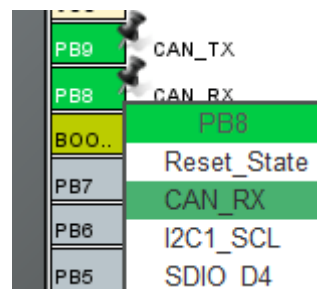 PB9 CAN_TX
PB8 CAN_RX
PB8
BOO..
Reset_State
PB7
CAN_RX
PB6
I2C1_SCL
PB5
SDIO_D4